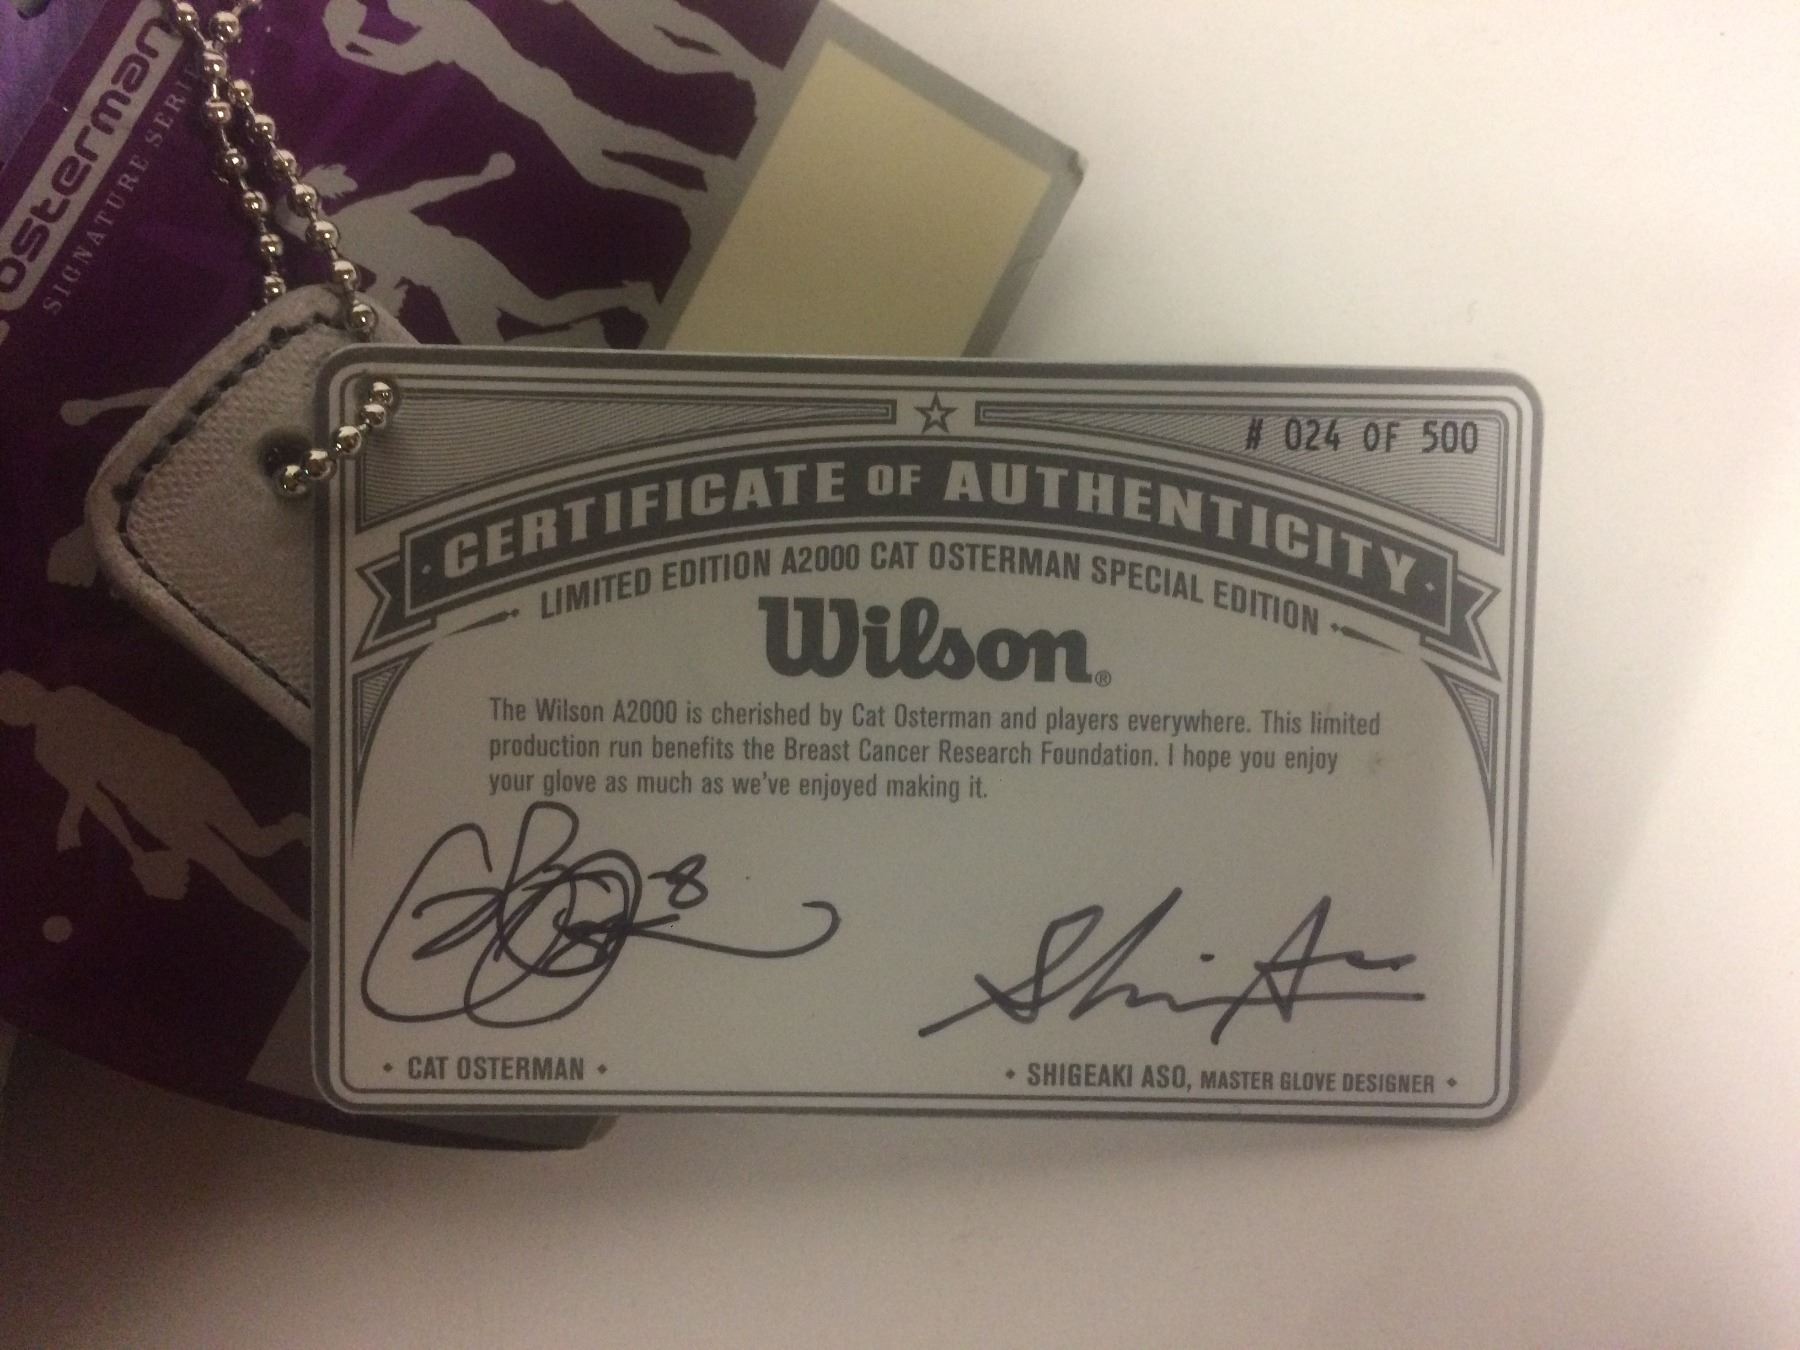 osterman
SIGNATURE SERIES
# 024 OF 500
CERTIFICATE OF AUTHENTICITY
LIMITED EDITION A2000 CAT OSTERMAN SPECIAL EDITION
Wilson®
The Wilson A2000 is cherished by Cat Osterman and players everywhere. This limited
production run benefits the Breast Cancer Research Foundation. I hope you enjoy
your glove as much as we've enjoyed making it.
8
Shi Aso
• CAT OSTERMAN •
• SHIGEAKI ASO, MASTER GLOVE DESIGNER •